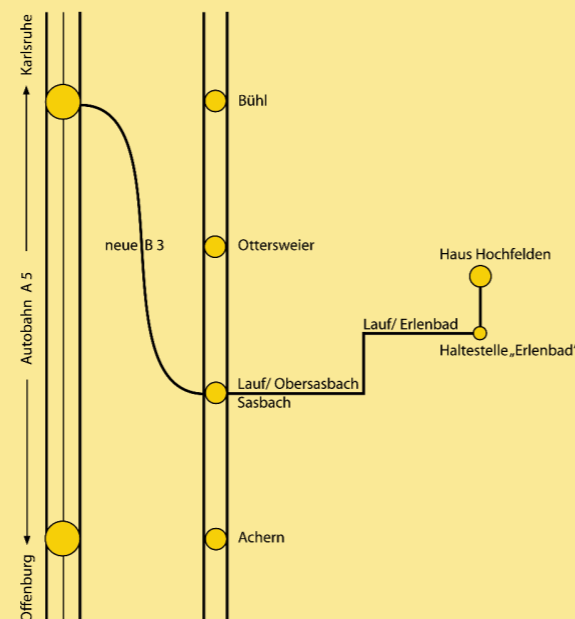 Karlsruhe
Autobahn A 5
Offenburg
neue B 3
Bühl
Ottersweier
Lauf/ Obersasbach
Sasbach
Achern
Lauf/ Erlenbad
Haus Hochfelden
Haltestelle „Erlenbad“